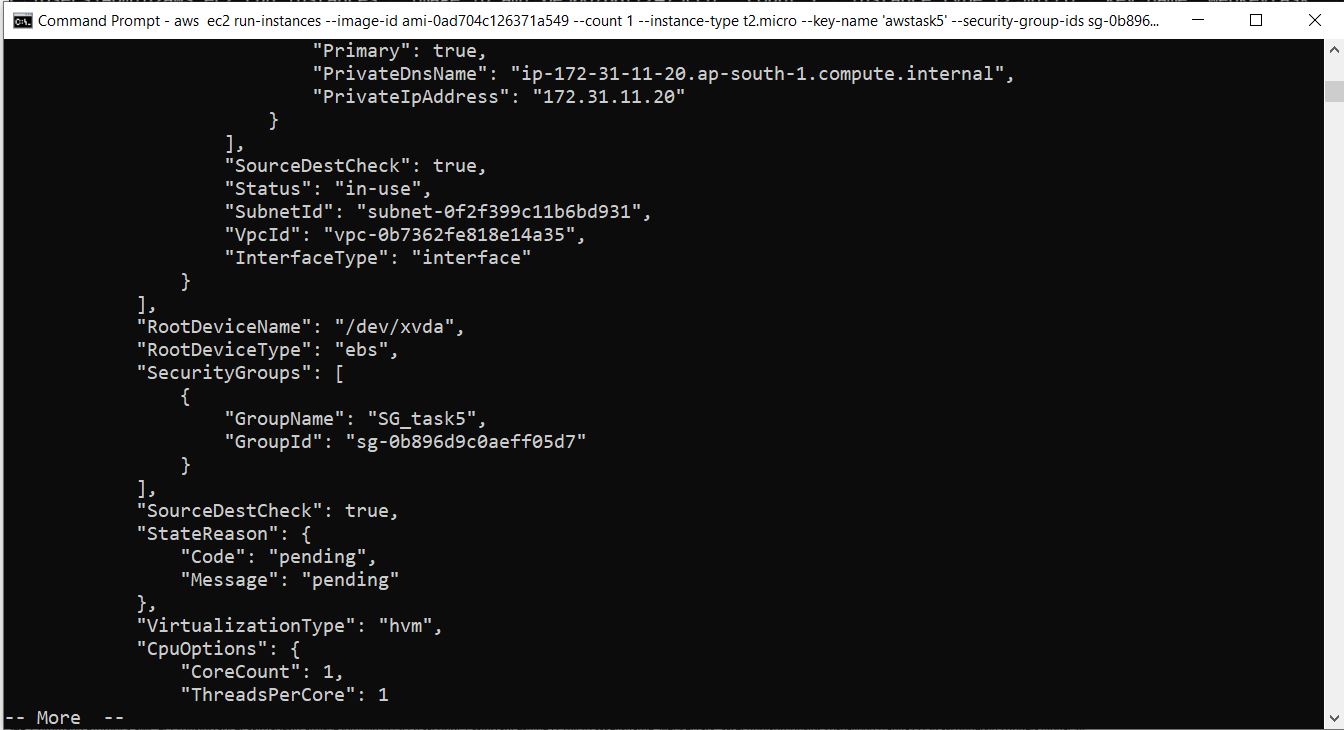 Command Prompt - aws  ec2 run-instances --image-id ami-0ad704c126371a549 --count 1 --instance-type t2.micro --key-name 'awstask5' --security-group-ids sg-0b896...
"Primary": true,
"PrivateDnsName": "ip-172-31-11-20.ap-south-1.compute.internal",
"PrivateIpAddress": "172.31.11.20"
}
],
"SourceDestCheck": true,
"Status": "in-use",
"SubnetId": "subnet-0f2f399c11b6bd931",
"VpcId": "vpc-0b7362fe818e14a35",
"InterfaceType": "interface"
}
],
"RootDeviceName": "/dev/xvda",
"RootDeviceType": "ebs",
"SecurityGroups": [
{
"GroupName": "SG_task5",
"GroupId": "sg-0b896d9c0aeff05d7"
}
],
"SourceDestCheck": true,
"StateReason": {
"Code": "pending",
"Message": "pending"
},
"VirtualizationType": "hvm",
"CpuOptions": {
"CoreCount": 1,
"ThreadsPerCore": 1
-- More  --